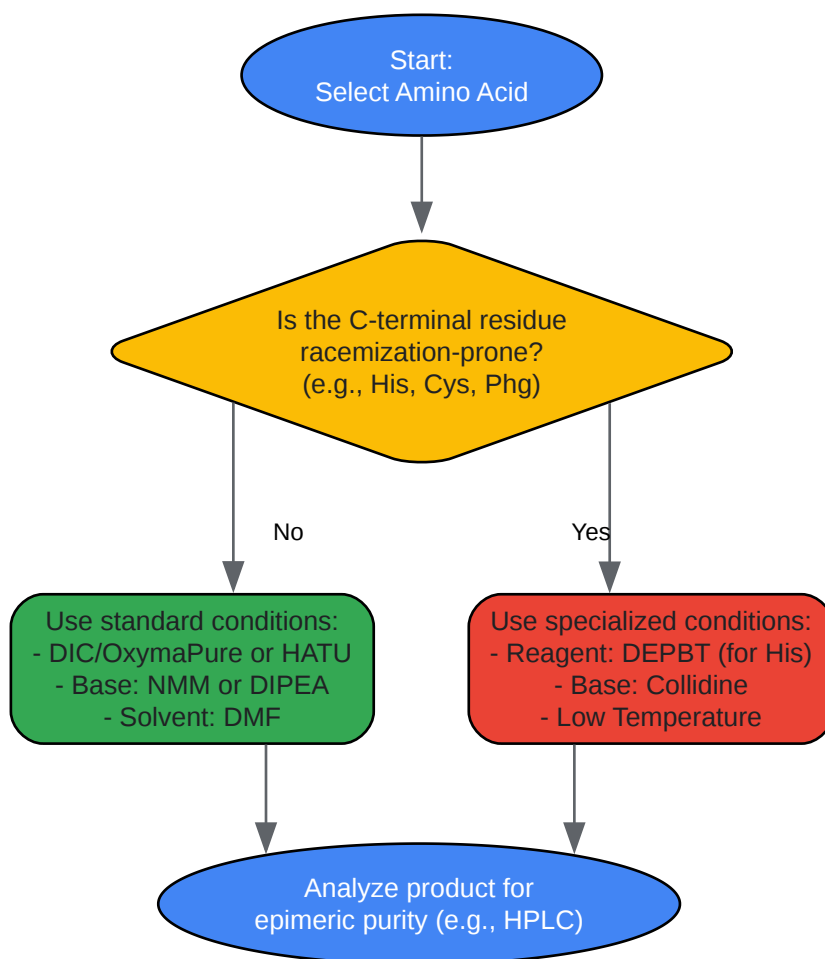 Start:
Select Amino Acid
Is the C-terminal residue
racemization-prone?
(e.g., His, Cys, Phg)
No
Yes
Use standard conditions:
- DIC/OxymaPure or HATU
- Base: NMM or DIPEA
- Solvent: DMF
Use specialized conditions:
- Reagent: DEPBT (for His)
- Base: Collidine
- Low Temperature
Analyze product for
epimeric purity (e.g., HPLC)